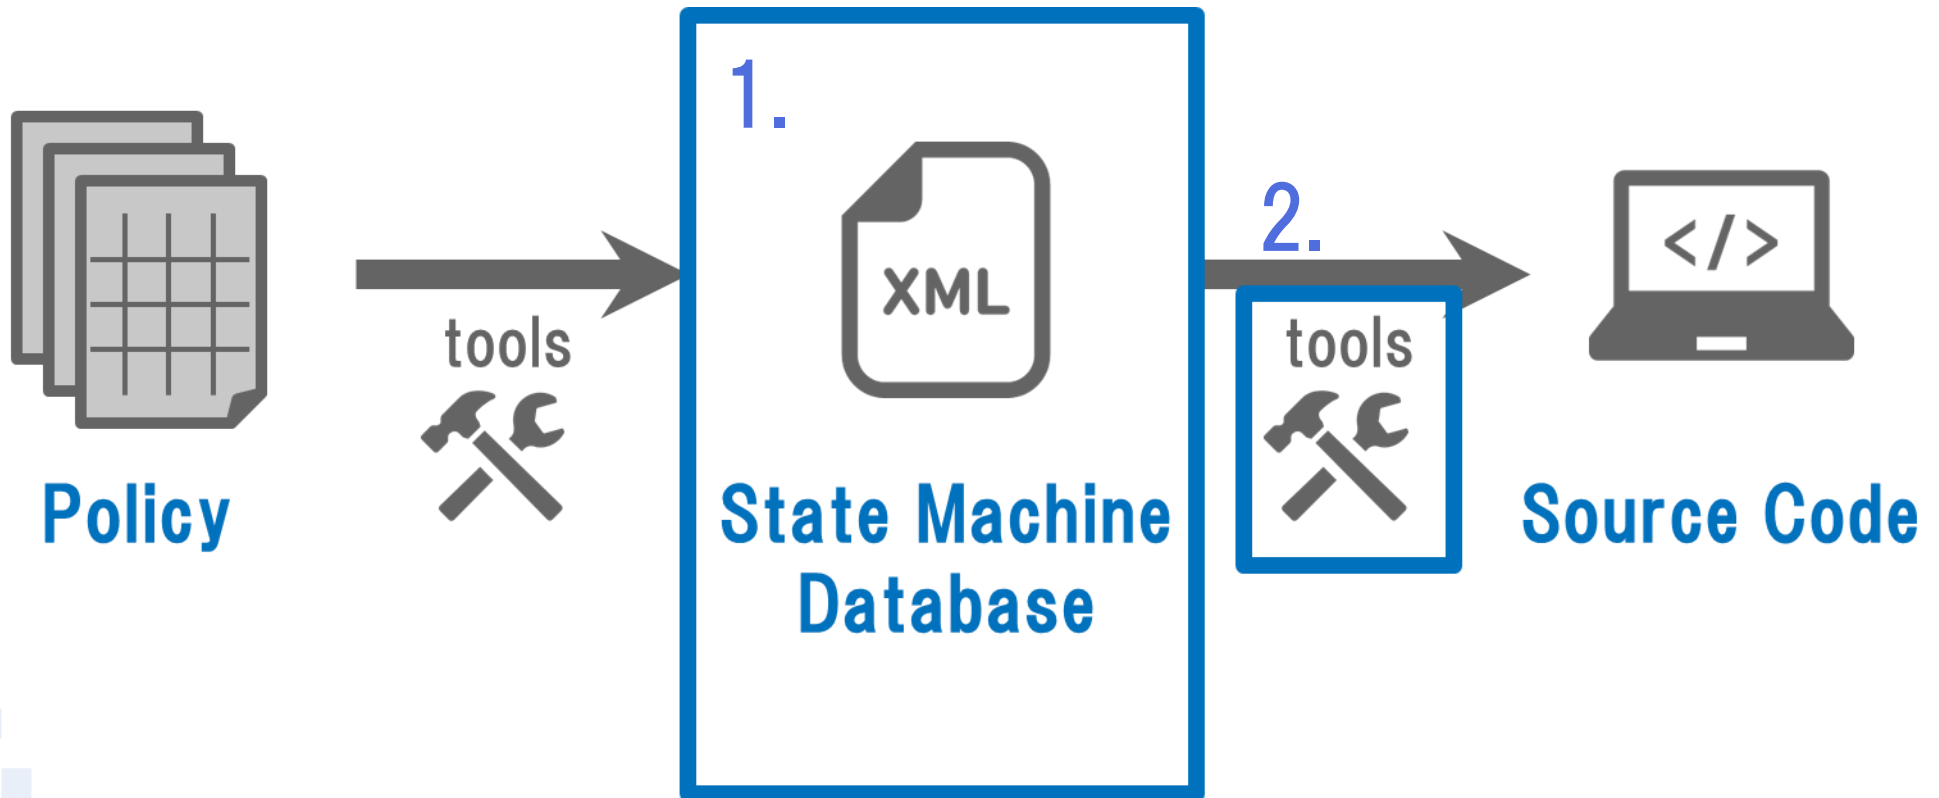 1.
XML
2.
</>
tools
tools
Policy
State Machine
Database
Source Code